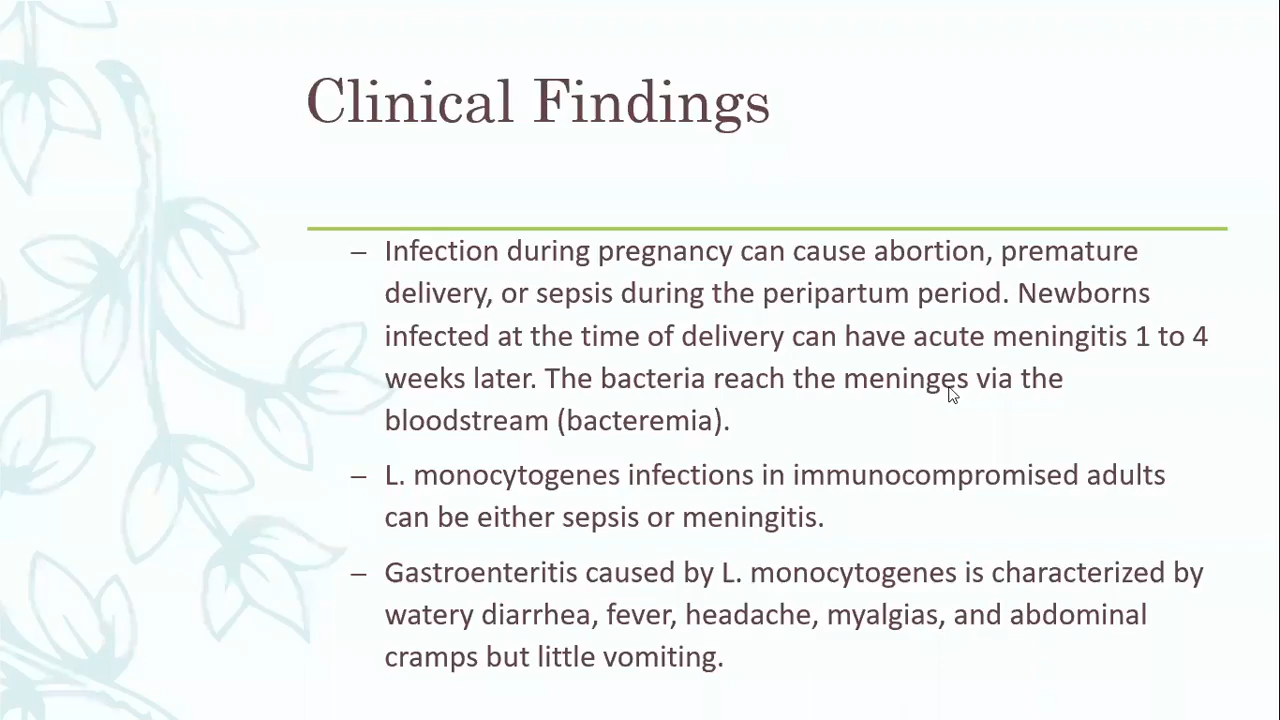 Clinical Findings
– Infection during pregnancy can cause abortion, premature
delivery, or sepsis during the peripartum period. Newborns
infected at the time of delivery can have acute meningitis 1 to 4
weeks later. The bacteria reach the meninges via the
bloodstream (bacteremia).
– L. monocytogenes infections in immunocompromised adults
can be either sepsis or meningitis.
– Gastroenteritis caused by L. monocytogenes is characterized by
watery diarrhea, fever, headache, myalgias, and abdominal
cramps but little vomiting.